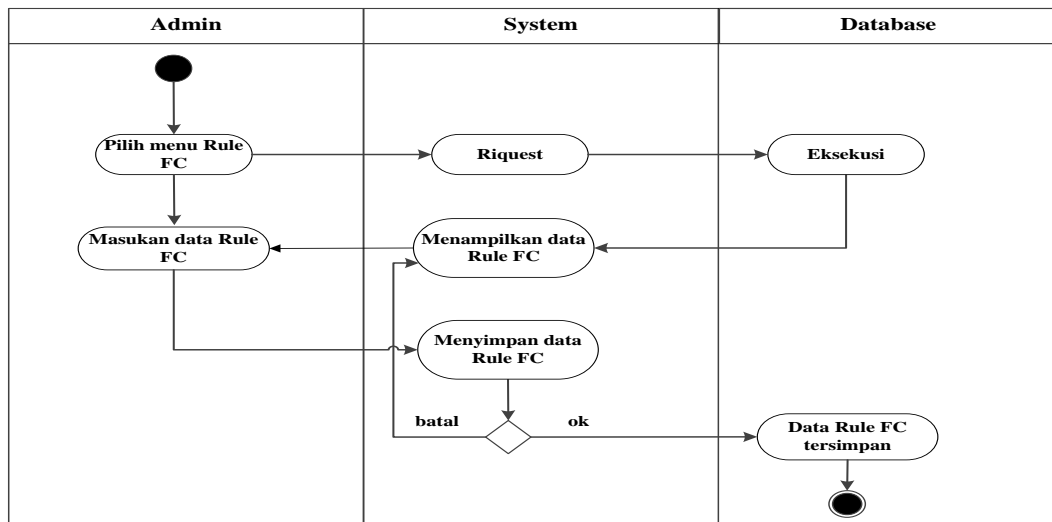 Admin
System
Database
Pilih menu Rule
FC
Riquest
Eksekusi
Masukan data Rule
FC
Menampilkan data
Rule FC
Menyimpan data
Rule FC
batal
ok
Data Rule FC
tersimpan